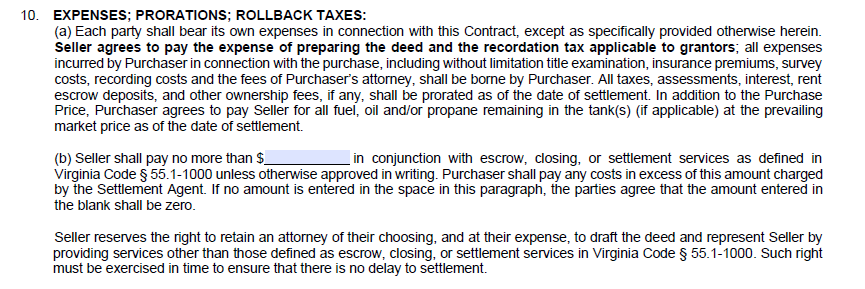 10. EXPENSES; PRORATIONS; ROLLBACK TAXES:
(a) Each party shall bear its own expenses in connection with this Contract, except as specifically provided otherwise herein.
Seller agrees to pay the expense of preparing the deed and the recordation tax applicable to grantors; all expenses
incurred by Purchaser in connection with the purchase, including without limitation title examination, insurance premiums, survey
costs, recording costs and the fees of Purchaser's attorney, shall be borne by Purchaser. All taxes, assessments, interest, rent
escrow deposits, and other ownership fees, if any, shall be prorated as of the date of settlement. In addition to the Purchase
Price, Purchaser agrees to pay Seller for all fuel, oil and/or propane remaining in the tank(s) (if applicable) at the prevailing
market price as of the date of settlement.
(b) Seller shall pay no more than $____________ in conjunction with escrow, closing, or settlement services as defined in
Virginia Code § 55.1-1000 unless otherwise approved in writing. Purchaser shall pay any costs in excess of this amount charged
by the Settlement Agent. If no amount is entered in the space in this paragraph, the parties agree that the amount entered in
the blank shall be zero.
Seller reserves the right to retain an attorney of their choosing, and at their expense, to draft the deed and represent Seller by
providing services other than those defined as escrow, closing, or settlement services in Virginia Code § 55.1-1000. Such right
must be exercised in time to ensure that there is no delay to settlement.